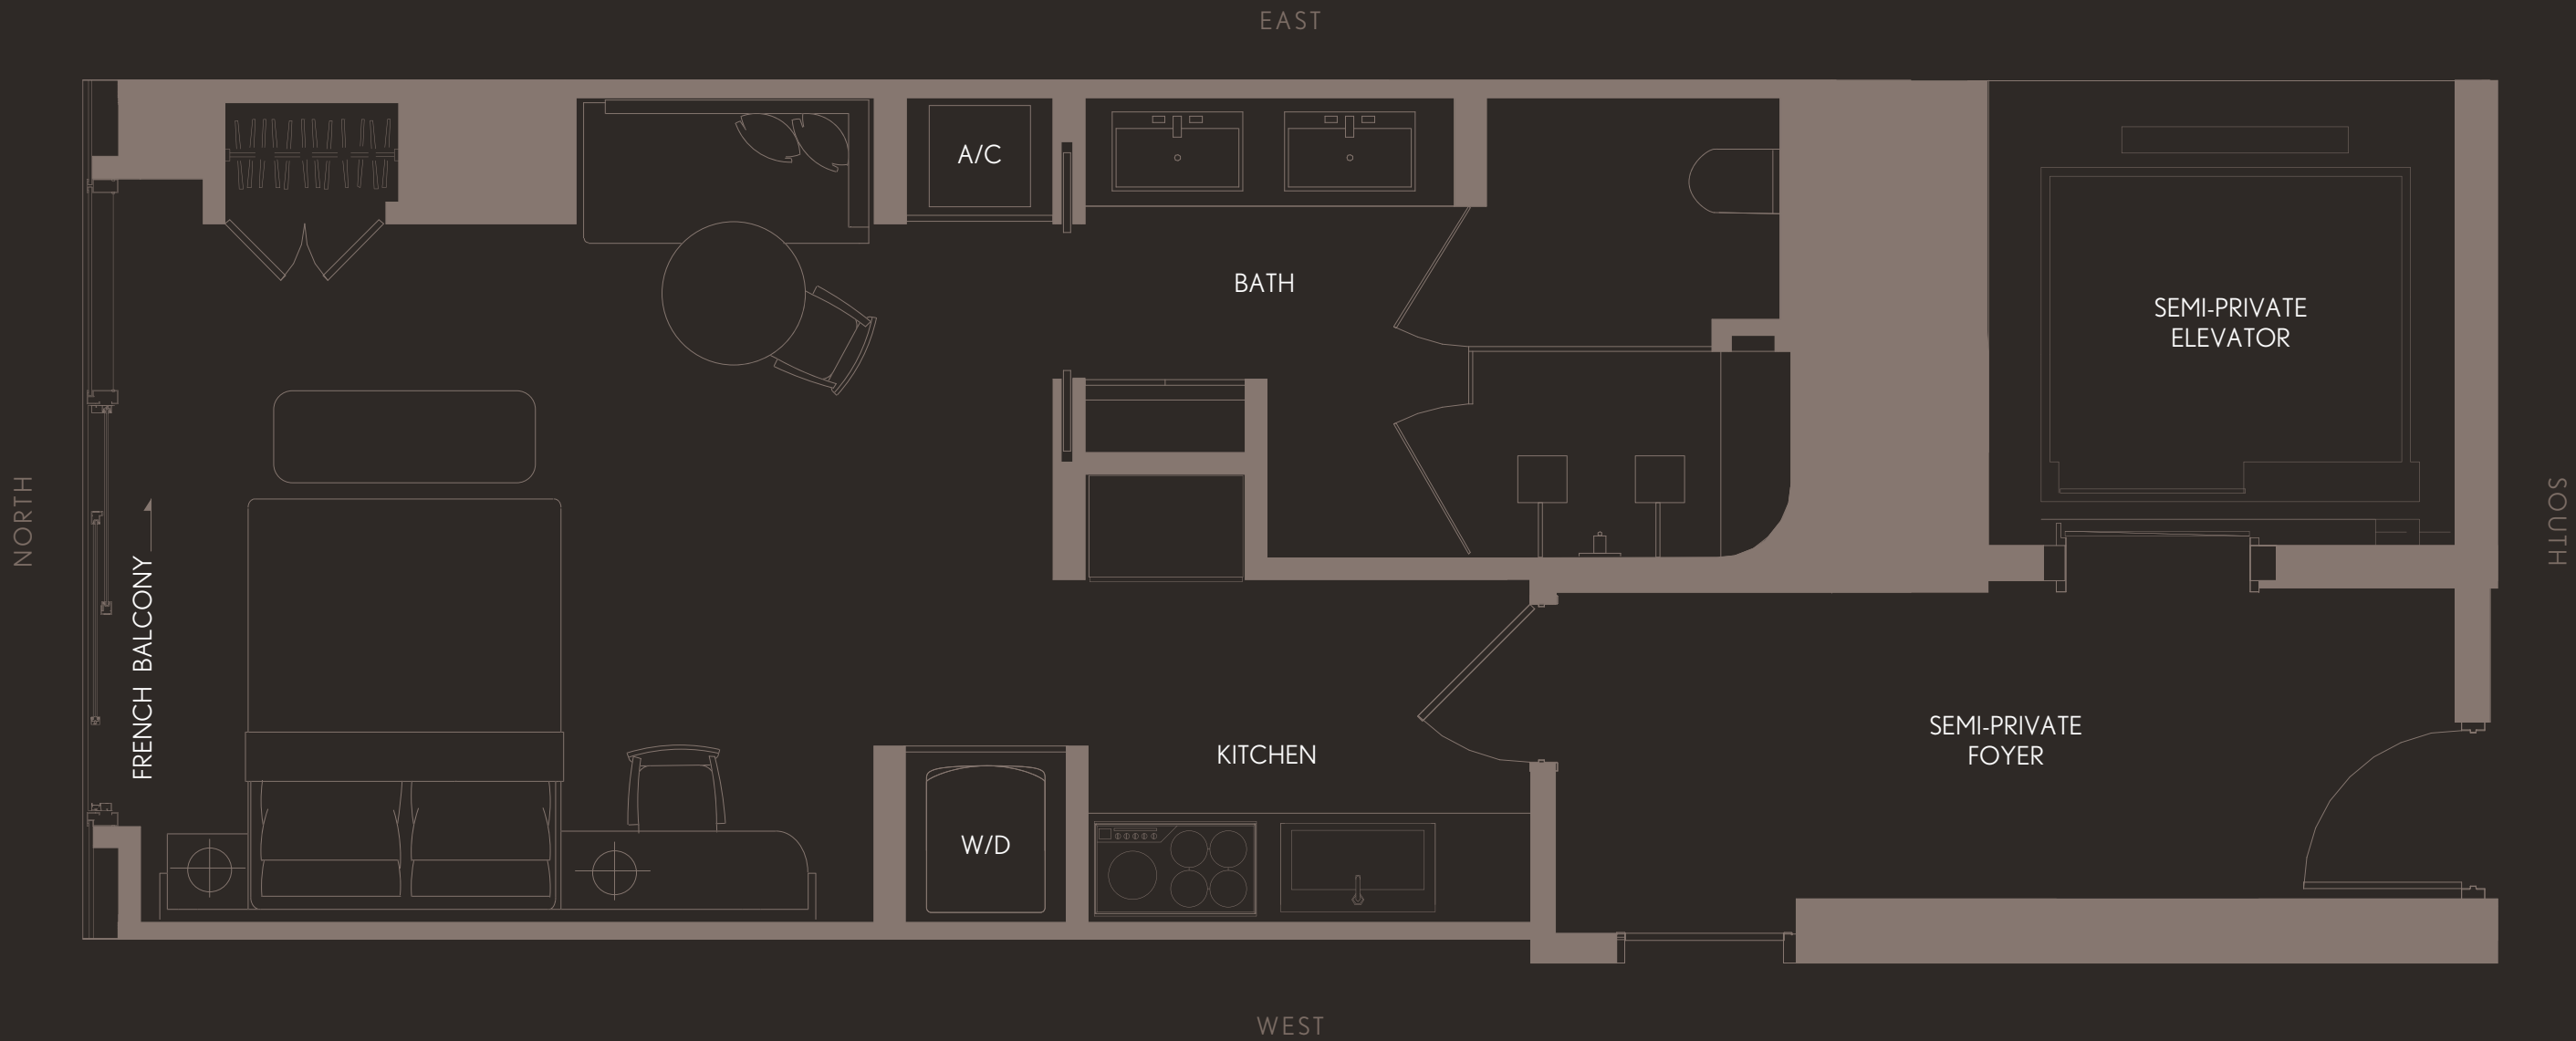 EAST
A/C
BATH
SEMI-PRIVATE
ELEVATOR
NORTH
SOUTH
FRENCH BALCONY
KITCHEN
SEMI-PRIVATE
FOYER
W/D
WEST